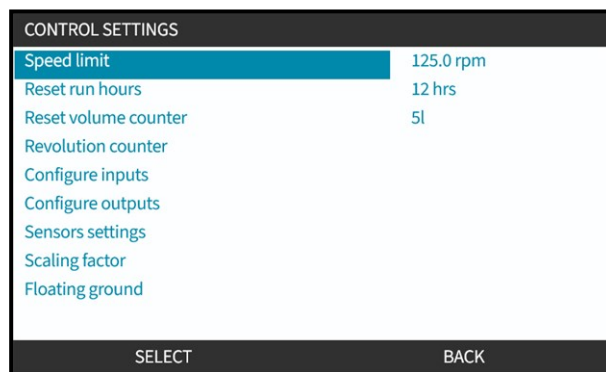 CONTROL SETTINGS
Speed limit 125.0 rpm
Reset run hours 12 hrs
Reset volume counter 5l
Revolution counter
Configure inputs
Configure outputs
Sensors settings
Scaling factor
Floating ground
SELECT BACK